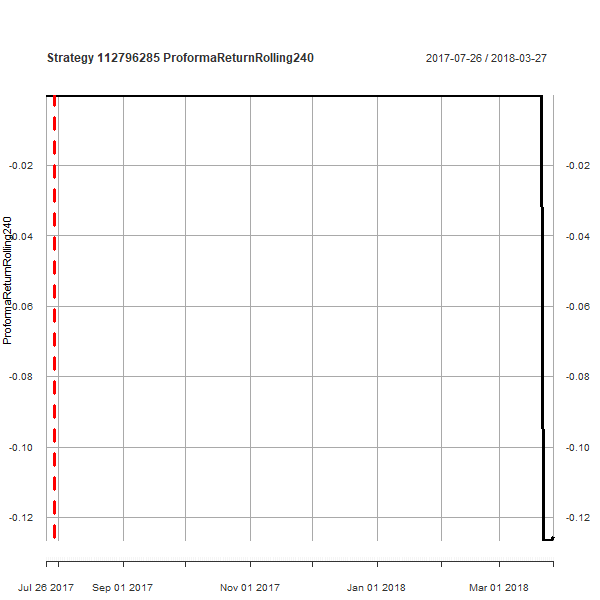 Strategy 112796285 ProformaReturnRolling240
2017-07-26 / 2018-03-27
-0.02 -0.02
-0.04 -0.04
-0.06 -0.06
-0.08 -0.08
-0.10 -0.10
-0.12 -0.12
ProformaReturnRolling240
Jul 26 2017 Sep 01 2017 Nov 01 2017 Jan 01 2018 Mar 01 2018